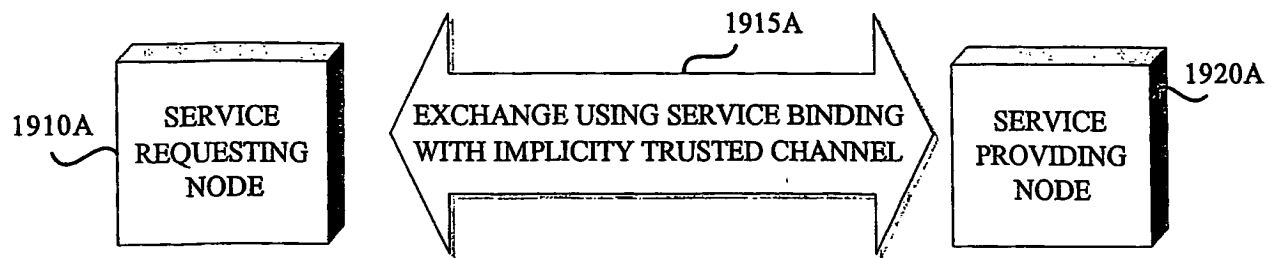 1915A
1910A
SERVICE
REQUESTING
NODE
EXCHANGE USING SERVICE BINDING
WITH IMPLICITY TRUSTED CHANNEL
SERVICE
PROVIDING
NODE
1920A